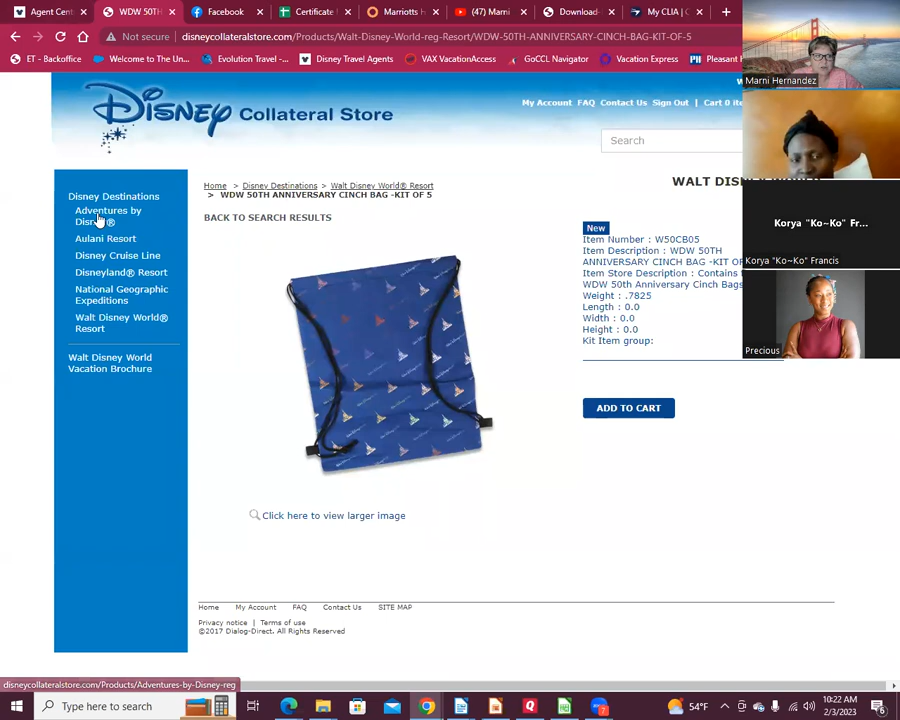 Agent Cent
WDW 50TH
Facebook
Certificate
Marriotts H
(47) Marni
Download-
My CLIA
Not secure
disneycollateralstore.com/Products/Walt-Disney-World-reg-Resort/WDW-50TH-ANNIVERSARY-CINCH-BAG-KIT-OF-5
ET - Backoffice
Welcome to The Un...
Evolution Travel -...
Disney Travel Agents
VAX VacationAccess
GoCCL Navigator
Vacation Express
Pleasant H
Marni Hernandez
Disney Collateral Store
My Account FAQ Contact Us Sign Out | Cart 0 ite
Search
Disney Destinations
Adventures by
Disney®
Aulani Resort
Disney Cruise Line
Disneyland® Resort
National Geographic
Expeditions
Walt Disney World®
Resort
Walt Disney World
Vacation Brochure
Home > Disney Destinations > Walt Disney World® Resort
> WDW 50TH ANNIVERSARY CINCH BAG -KIT OF 5
BACK TO SEARCH RESULTS
WALT DIS
New
Item Number : W50CB05
Item Description : WDW 50TH
ANNIVERSARY CINCH BAG -KIT OF
Item Store Description : Contains
WDW 50th Anniversary Cinch Bags
Weight : .7825
Length : 0.0
Width : 0.0
Height : 0.0
Kit Item group:
ADD TO CART
Click here to view larger image
Korya "Ko~Ko" Fr...
Korya "Ko~Ko" Francis
Precious
Home My Account FAQ Contact Us SITE MAP
Privacy notice | Terms of use
©2017 Dialog-Direct. All Rights Reserved
disneycollateralstore.com/Products/Adventures-by-Disney-reg
Type here to search
54°F
10:22 AM
2/3/2023
6